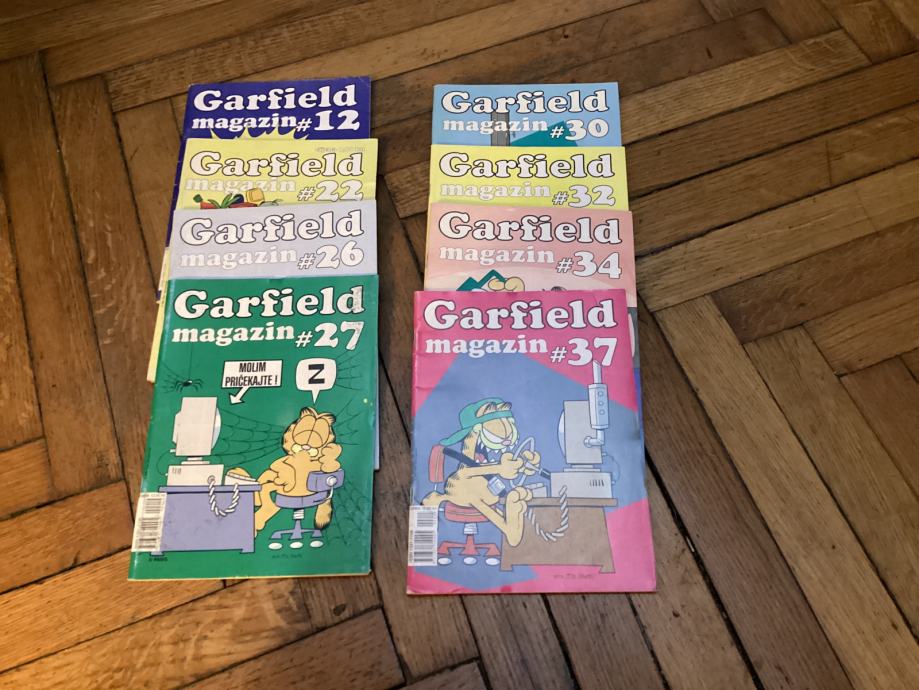 Garfield
magazin #12
Garfield
magazin #22
Garfield
magazin #26
Garfield
magazin #27
MOLIM
PRIČEKAJTE !
Z
Garfield
magazin #30
Garfield
magazin #32
Garfield
magazin #34
Garfield
magazin #37